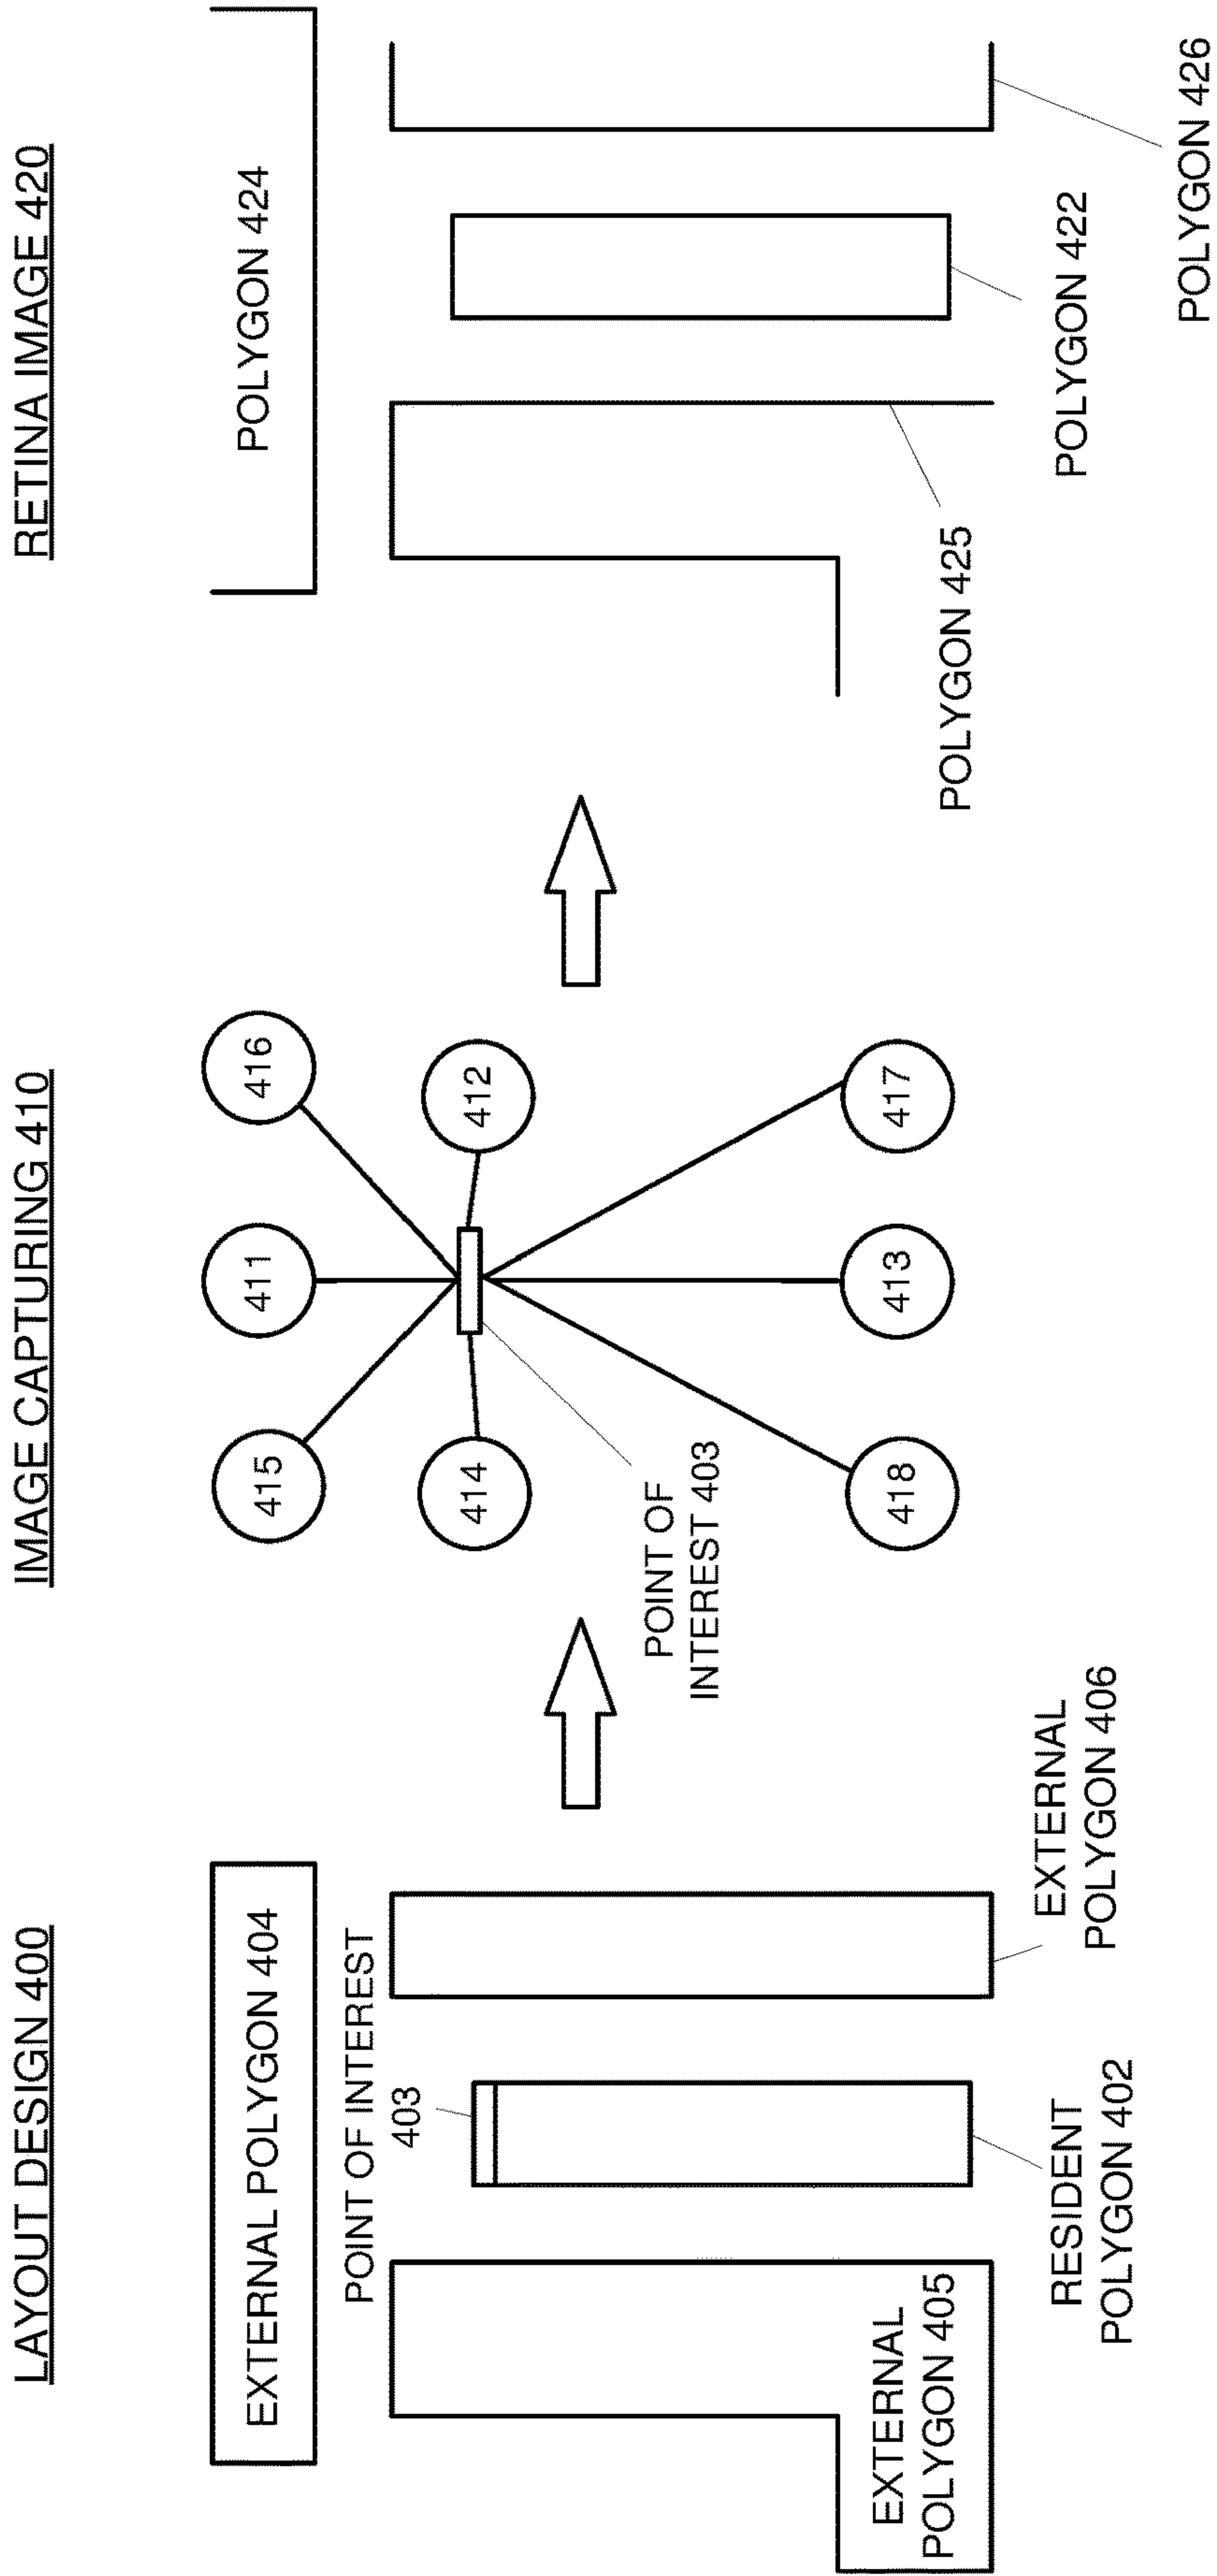 LAYOUT DESIGN 400
EXTERNAL POLYGON 404
POINT OF INTEREST
403
EXTERNAL
POLYGON 405
RESIDENT
POLYGON 402
EXTERNAL
POLYGON 406
IMAGE CAPTURING 410
415
411
416
414
412
POINT OF
INTEREST 403
418
413
417
RETINA IMAGE 420
POLYGON 424
POLYGON 425
POLYGON 422
POLYGON 426